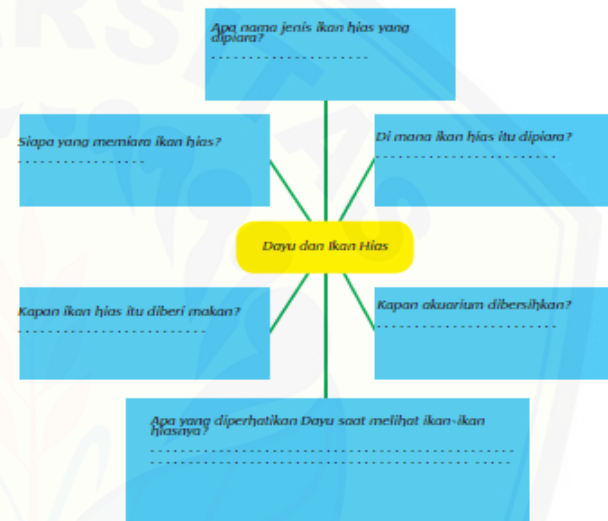 Apa nama jenis ikan hias yang
dipiara?
. . . . . . . . . . . . . . . . . . . . .
Siapa yang memiara ikan hias?
. . . . . . . . . . . . . . . . .
Di mana ikan hias itu dipiara?
. . . . . . . . . . . . . . . . . . . . . . . .
Dayu dan Ikan Hias
Kapan ikan hias itu diberi makan?
. . . . . . . . . . . . . . . . . . . . . . . . .
Kapan akuarium dibersihkan?
. . . . . . . . . . . . . . . . . . . . . . . .
Apa yang diperhatikan Dayu saat melihat ikan-ikan
hiasnya?
. . . . . . . . . . . . . . . . . . . . . . . . . . . . . . . . . . . . . . . . . . . . . . . .
. . . . . . . . . . . . . . . . . . . . . . . . . . . . . . . . . . . . . . . . . . . . . . . .